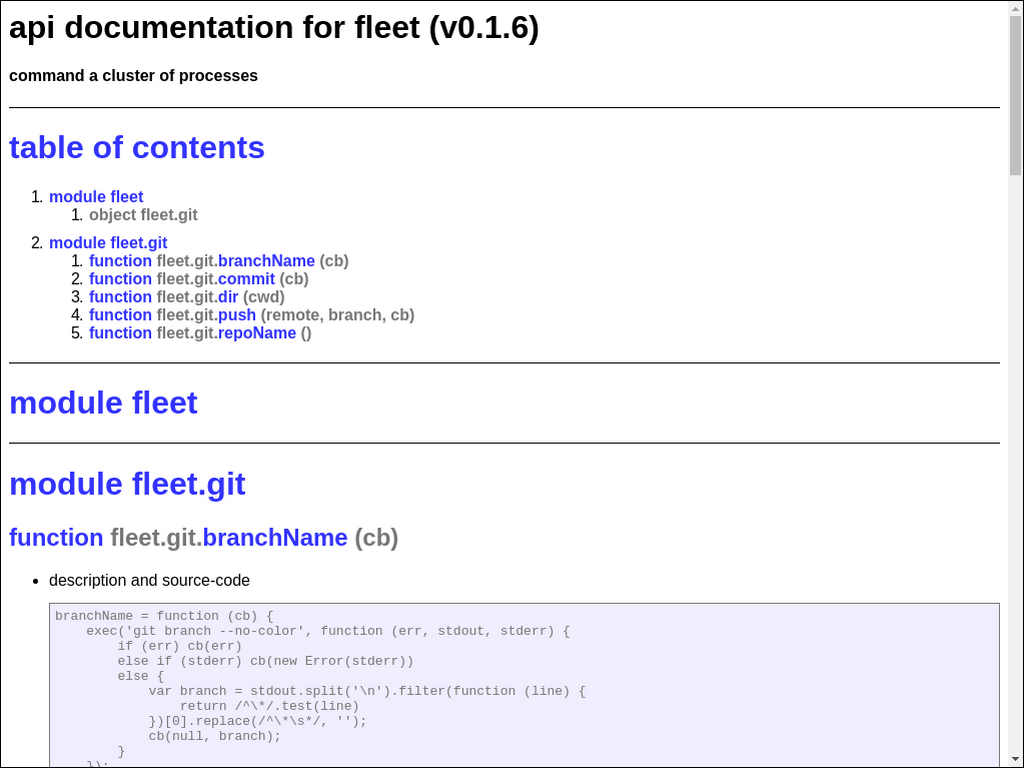 api documentation for fleet (v0.1.6)
command a cluster of processes
table of contents
1. module fleet
1. object fleet.git
2. module fleet.git
1. function fleet.git.branchName (cb)
2. function fleet.git.commit (cb)
3. function fleet.git.dir (cwd)
4. function fleet.git.push (remote, branch, cb)
5. function fleet.git.repoName ()
module fleet
module fleet.git
function fleet.git.branchName (cb)
• description and source-code
branchName = function (cb) {
    exec('git branch --no-color', function (err, stdout, stderr) {
        if (err) cb(err)
        else if (stderr) cb(new Error(stderr))
        else {
            var branch = stdout.split('\n').filter(function (line) {
                return /^\*/.test(line)
            })[0].replace(/^\*\s*/, '');
            cb(null, branch);
        }
    });